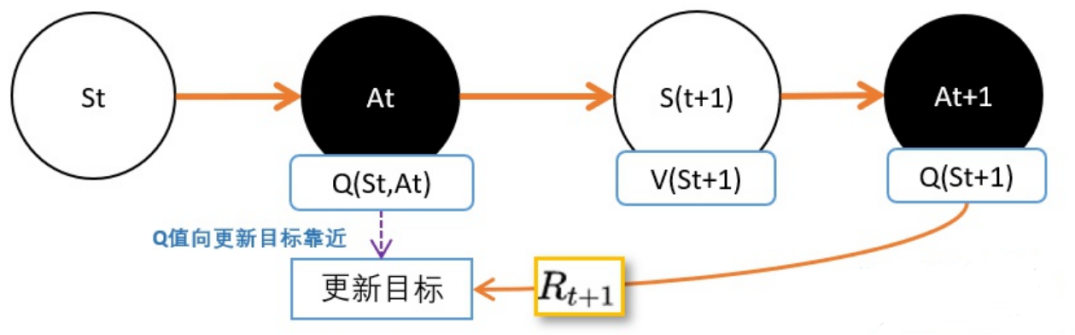 St
At
S(t+1)
At+1
Q(St,At)
V(St+1)
Q(St+1)
Q值向更新目标靠近
更新目标
R_{t+1}